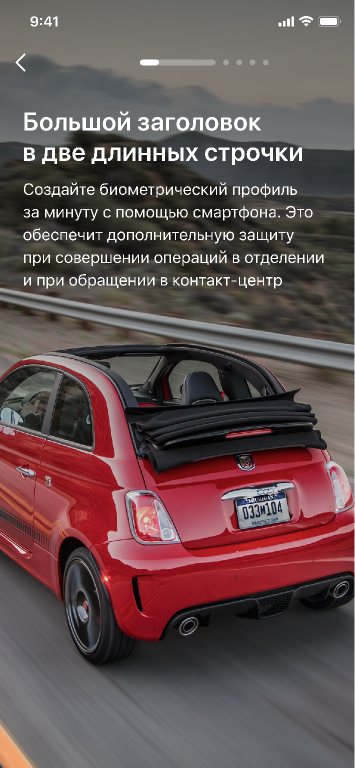 9:41
Большой заголовок
в две длинных строчки
Создайте биометрический профиль
за минуту с помощью смартфона. Это
обеспечит дополнительную защиту
при совершении операций в отделении
и при обращении в контакт-центр